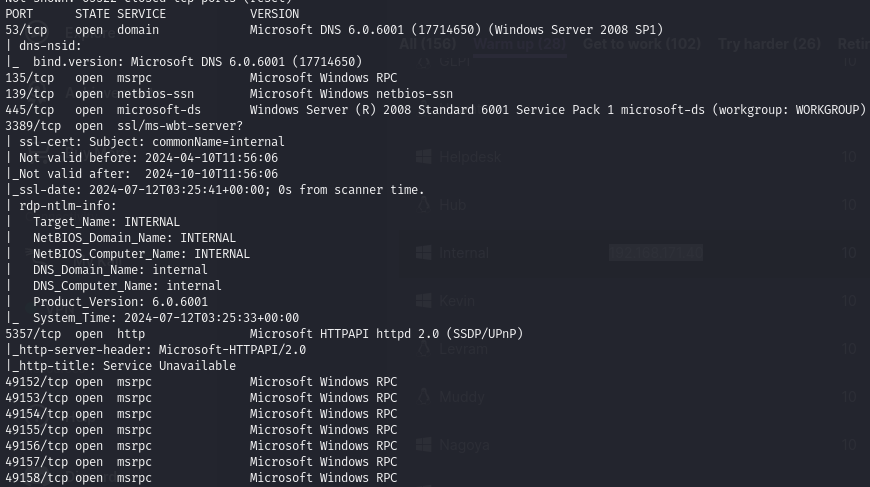 PORT      STATE SERVICE            VERSION
53/tcp    open  domain             Microsoft DNS 6.0.6001 (17714650) (Windows Server 2008 SP1)
| dns-nsid:
|_  bind.version: Microsoft DNS 6.0.6001 (17714650)
135/tcp   open  msrpc              Microsoft Windows RPC
139/tcp   open  netbios-ssn        Microsoft Windows netbios-ssn
445/tcp   open  microsoft-ds       Windows Server (R) 2008 Standard 6001 Service Pack 1 microsoft-ds (workgroup: WORKGROUP)
3389/tcp  open  ssl/ms-wbt-server?
| ssl-cert: Subject: commonName=internal
| Not valid before: 2024-04-10T11:56:06
|_Not valid after:  2024-10-10T11:56:06
|_ssl-date: 2024-07-12T03:25:41+00:00; 0s from scanner time.
| rdp-ntlm-info:
|   Target_Name: INTERNAL
|   NetBIOS_Domain_Name: INTERNAL
|   NetBIOS_Computer_Name: INTERNAL
|   DNS_Domain_Name: internal
|   DNS_Computer_Name: internal
|   Product_Version: 6.0.6001
|_  System_Time: 2024-07-12T03:25:33+00:00
5357/tcp  open  http               Microsoft HTTPAPI httpd 2.0 (SSDP/UPnP)
|_http-server-header: Microsoft-HTTPAPI/2.0
|_http-title: Service Unavailable
49152/tcp open  msrpc              Microsoft Windows RPC
49153/tcp open  msrpc              Microsoft Windows RPC
49154/tcp open  msrpc              Microsoft Windows RPC
49155/tcp open  msrpc              Microsoft Windows RPC
49156/tcp open  msrpc              Microsoft Windows RPC
49157/tcp open  msrpc              Microsoft Windows RPC
49158/tcp open  msrpc              Microsoft Windows RPC
All (156) Warm up (26) Get to work (102) Try harder (26)
GLPI 10
Helpdesk 10
Hub 10
Internal 10
Kevin 10
Levram 10
Muddy 10
Nagoya 10